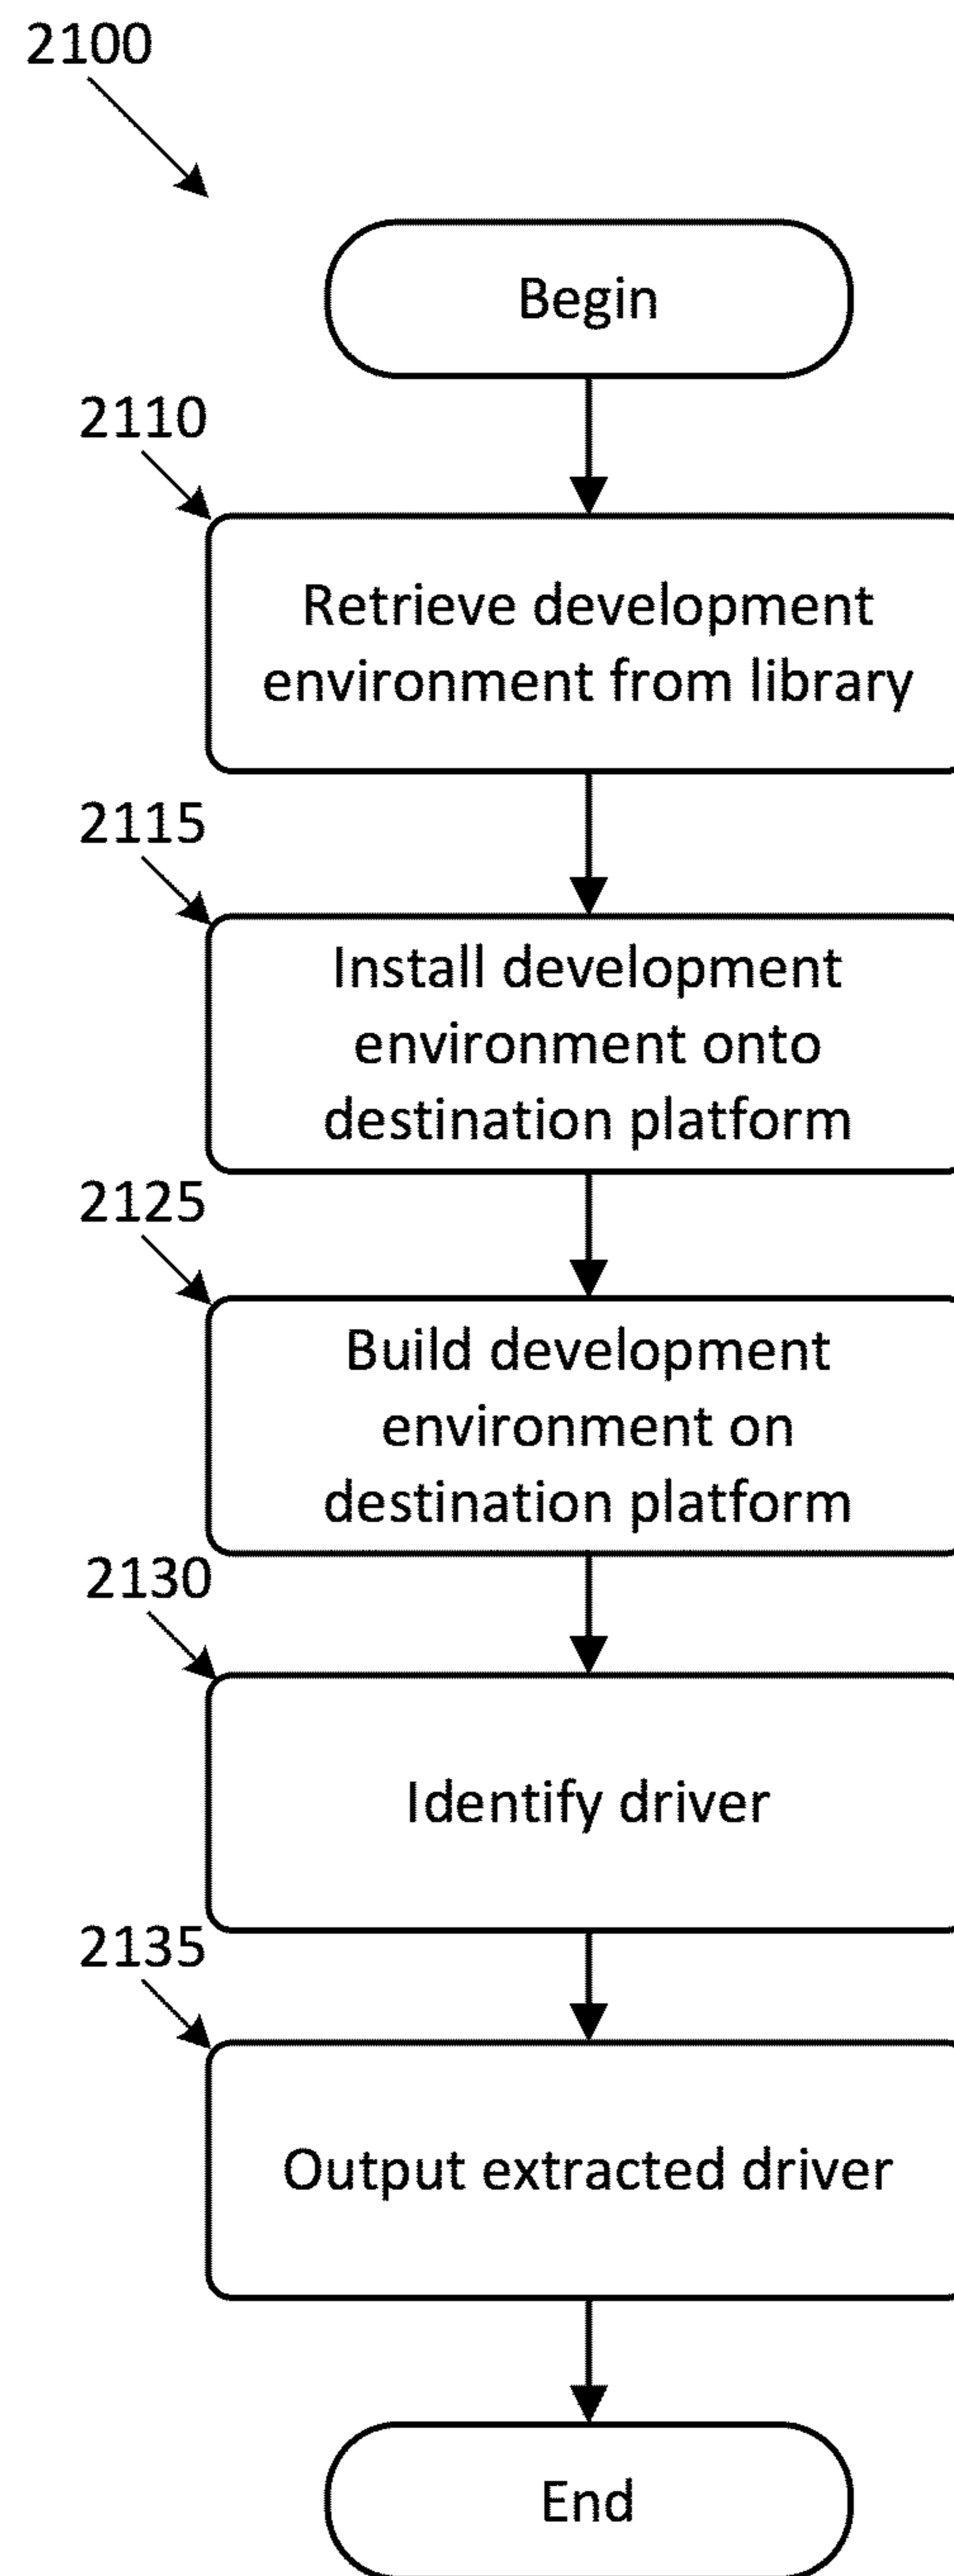 2100
Begin
2110
Retrieve development
environment from library
2115
Install development
environment onto
destination platform
2125
Build development
environment on
destination platform
2130
Identify driver
2135
Output extracted driver
End